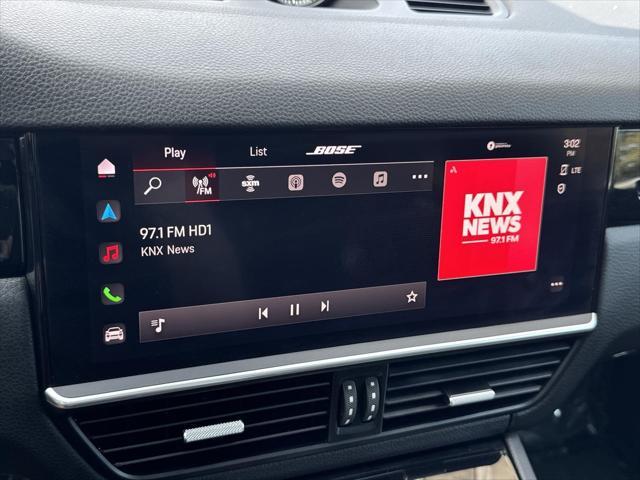 Play
List
BOSE
3:02
PM
LTE
FM
sxm
97.1 FM HD1
KNX News
KNX
NEWS
97.1 FM